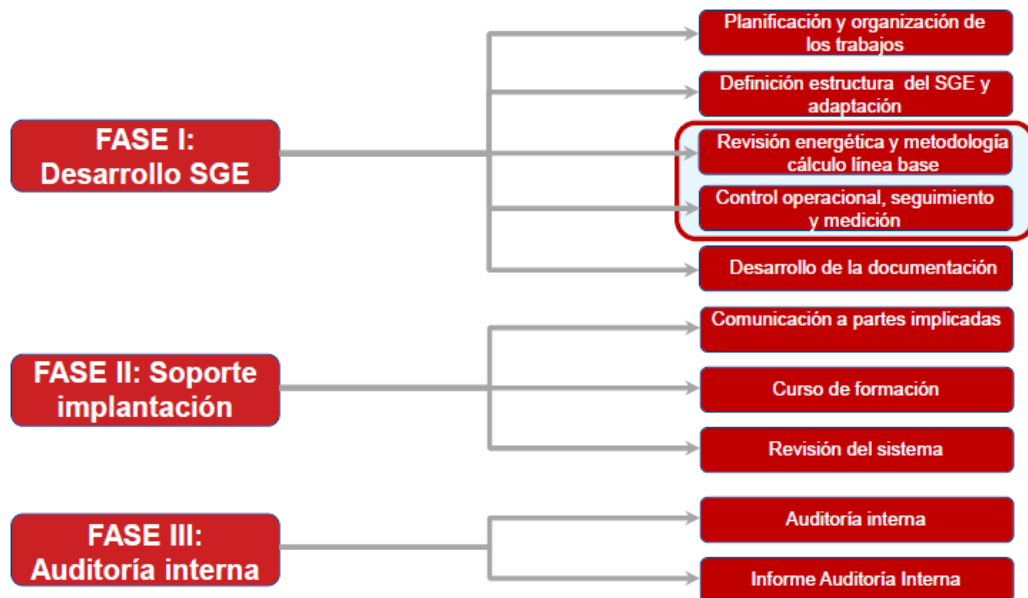 FASE I:
Desarrollo SGE
Planificación y organización de
los trabajos
Definición estructura del SGE y
adaptación
Revisión energética y metodología
cálculo línea base
Control operacional, seguimiento
y medición
Desarrollo de la documentación
FASE II: Soporte
implantación
Comunicación a partes implicadas
Curso de formación
Revisión del sistema
FASE III:
Auditoría interna
Auditoría interna
Informe Auditoría Interna